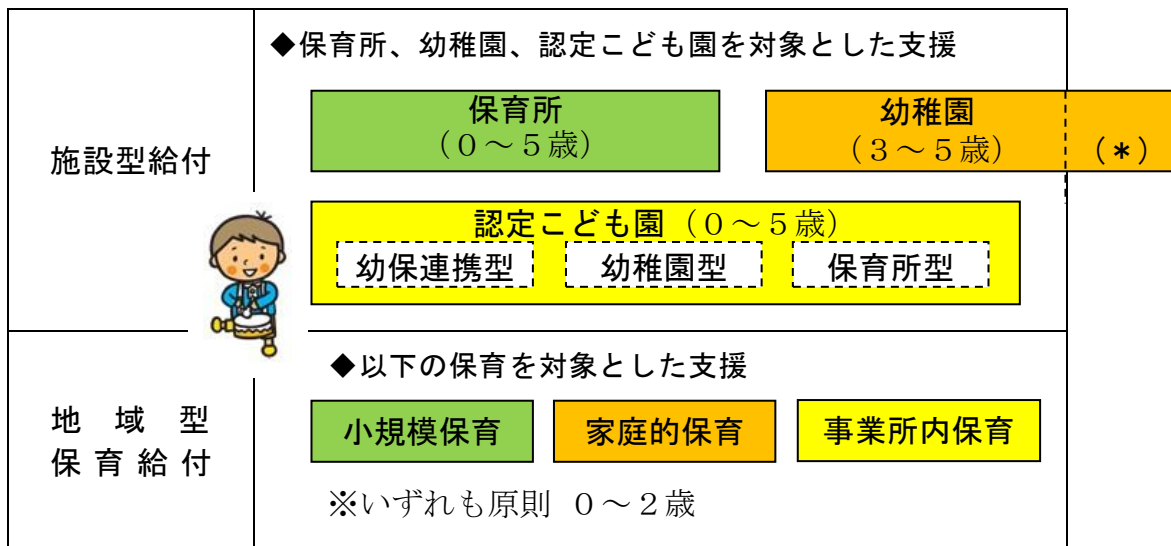 ◆保育所、幼稚園、認定こども園を対象とした支援
保育所
（０～５歳）
幼稚園
（３～５歳）
（＊）
施設型給付
認定こども園（０～５歳）
幼保連携型
幼稚園型
保育所型
◆以下の保育を対象とした支援
地域型
保育給付
小規模保育
家庭的保育
事業所内保育
※いずれも原則 ０～２歳